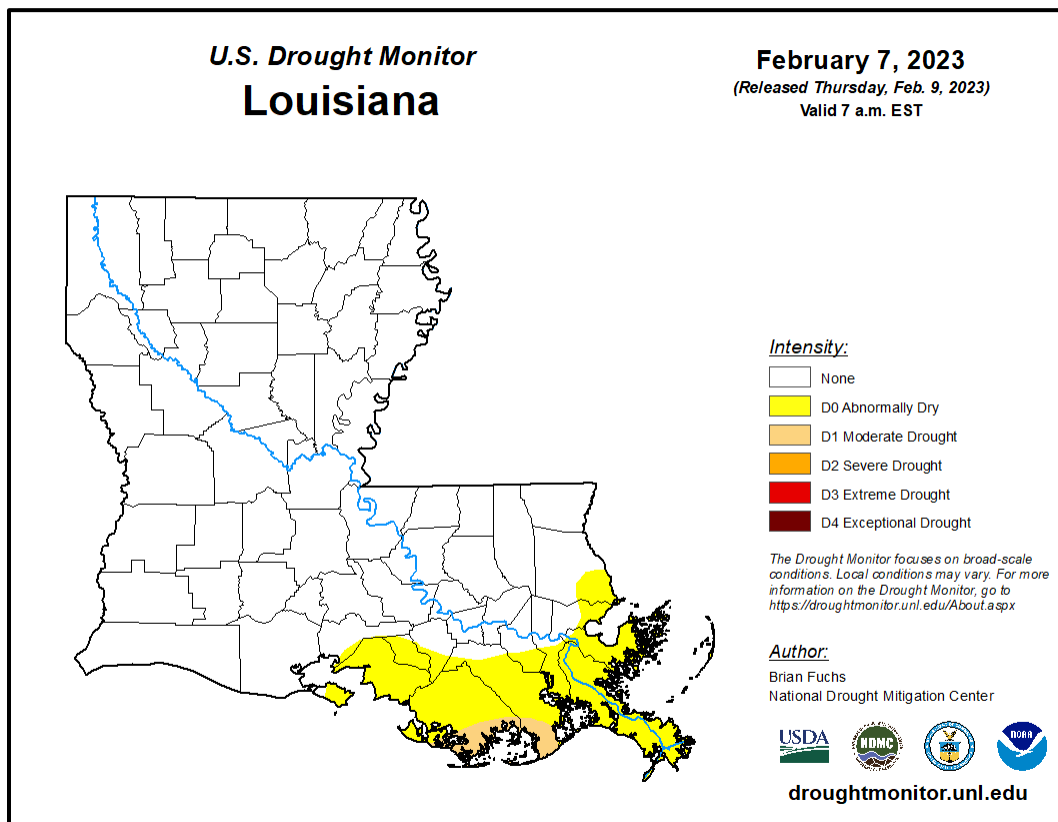 U.S. Drought Monitor
Louisiana
February 7, 2023
(Released Thursday, Feb. 9, 2023)
Valid 7 a.m. EST
Intensity:
None
D0 Abnormally Dry
D1 Moderate Drought
D2 Severe Drought
D3 Extreme Drought
D4 Exceptional Drought
The Drought Monitor focuses on broad-scale
conditions. Local conditions may vary. For more
information on the Drought Monitor, go to
https://droughtmonitor.unl.edu/About.aspx
Author:
Brian Fuchs
National Drought Mitigation Center
USDA
NDMC
NOAA
droughtmonitor.unl.edu